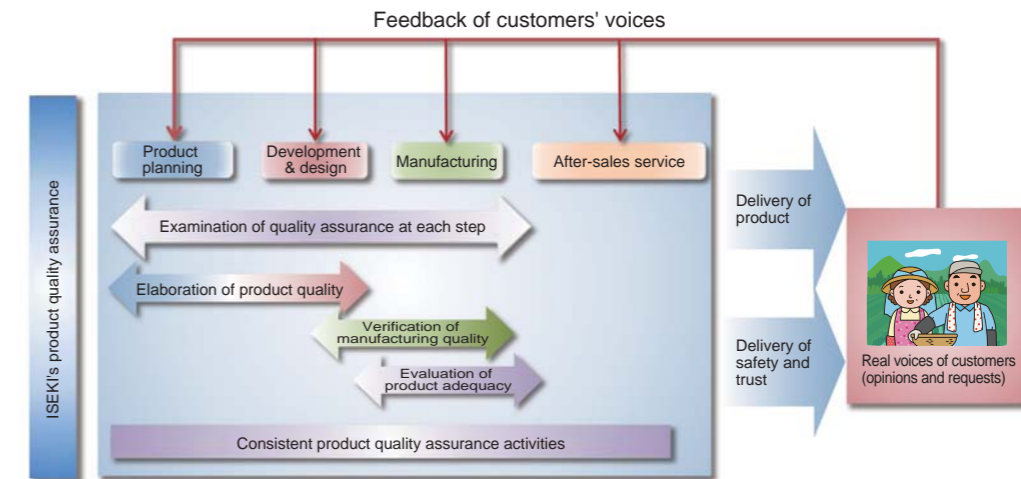 Feedback of customers' voices
ISEKI's product quality assurance
Product
planning
Development
& design
Manufacturing
After-sales service
Examination of quality assurance at each step
Elaboration of product quality
Verification of
manufacturing quality
Evaluation of
product adequacy
Consistent product quality assurance activities
Delivery of
product
Delivery of
safety and
trust
Real voices of customers
(opinions and requests)